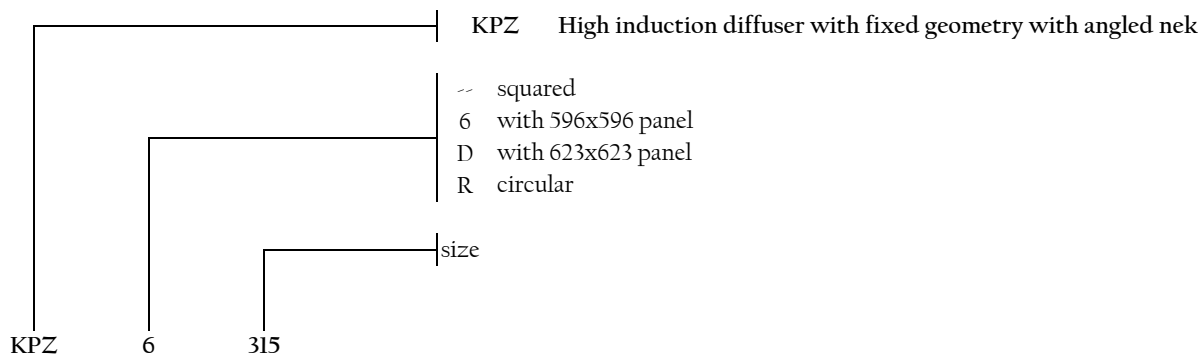 KPZ High induction diffuser with fixed geometry with angled nek
-- squared
6 with 596x596 panel
D with 623x623 panel
R circular
size
KPZ 6 315